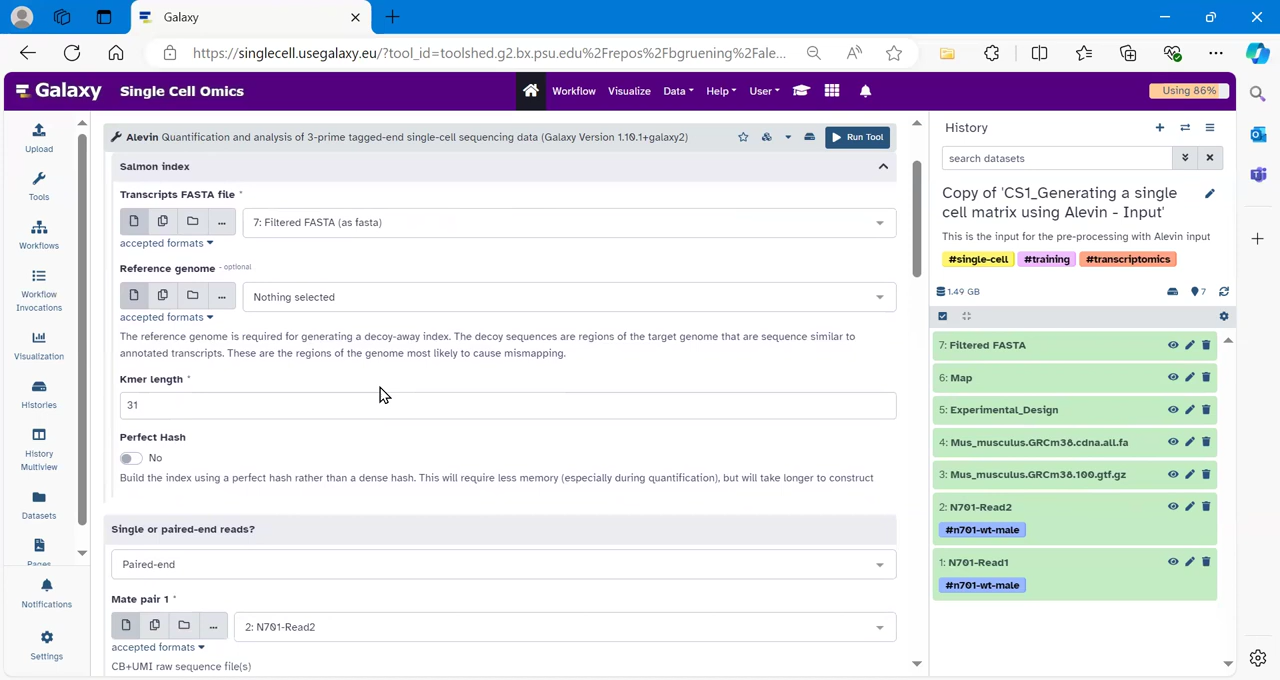 Galaxy
https://singlecell.usegalaxy.eu/?tool_id=toolshed.g2.bx.psu.edu%2Frepos%2Fbgruening%2Fale...
Galaxy Single Cell Omics
Workflow Visualize Data Help User
Using 86%
Upload
Tools
Workflows
Workflow
Invocations
Visualization
Histories
History
Multiview
Datasets
Pages
Notifications
Settings
Alevin Quantification and analysis of 3-prime tagged-end single-cell sequencing data (Galaxy Version 1.10.1+galaxy2)
Run Tool
Salmon index
Transcripts FASTA file *
7: Filtered FASTA (as fasta)
accepted formats
Reference genome - optional
Nothing selected
accepted formats
The reference genome is required for generating a decoy-away index. The decoy sequences are regions of the target genome that are sequence similar to
annotated transcripts. These are the regions of the genome most likely to cause mismapping.
Kmer length *
31
Perfect Hash
No
Build the index using a perfect hash rather than a dense hash. This will require less memory (especially during quantification), but will take longer to construct
Single or paired-end reads?
Paired-end
Mate pair 1 *
2: N701-Read2
accepted formats
CB+UMI raw sequence file(s)
History
search datasets
Copy of 'CS1_Generating a single
cell matrix using Alevin - Input'
This is the input for the pre-processing with Alevin input
#single-cell #training #transcriptomics
1.49 GB
7
7: Filtered FASTA
6: Map
5: Experimental_Design
4: Mus_musculus.GRCm38.cdna.all.fa
3: Mus_musculus.GRCm38.100.gtf.gz
2: N701-Read2
#n701-wt-male
1: N701-Read1
#n701-wt-male